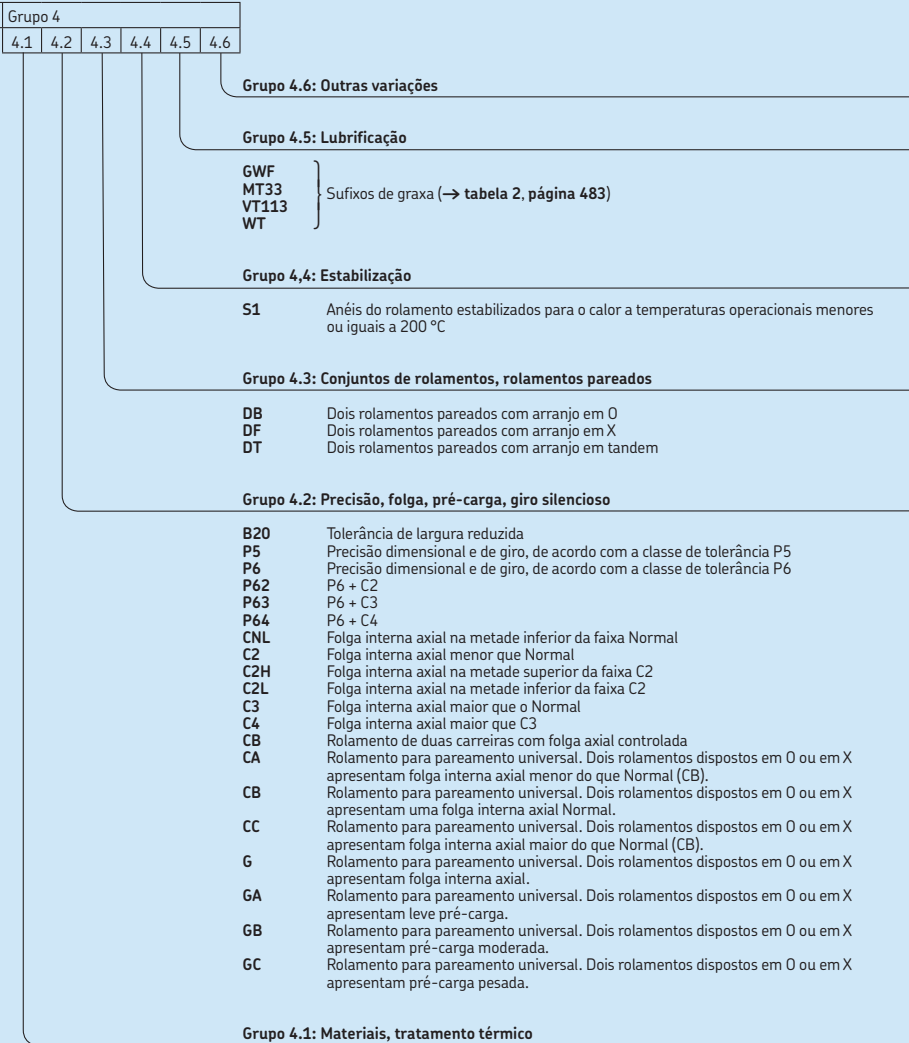 Grupo 4
4.1 4.2 4.3 4.4 4.5 4.6
Grupo 4.6: Outras variações
Grupo 4.5: Lubrificação
GWF
MT33
VT113
WT
Sufixos de graxa (→ tabela 2, página 483)
Grupo 4,4: Estabilização
S1 Anéis do rolamento estabilizados para o calor a temperaturas operacionais menores
ou iguais a 200 °C
Grupo 4.3: Conjuntos de rolamentos, rolamentos pareados
DB Dois rolamentos pareados com arranjo em O
DF Dois rolamentos pareados com arranjo em X
DT Dois rolamentos pareados com arranjo em tandem
Grupo 4.2: Precisão, folga, pré-carga, giro silencioso
B20 Tolerância de largura reduzida
P5 Precisão dimensional e de giro, de acordo com a classe de tolerância P5
P6 Precisão dimensional e de giro, de acordo com a classe de tolerância P6
P62 P6 + C2
P63 P6 + C3
P64 P6 + C4
CNL Folga interna axial na metade inferior da faixa Normal
C2 Folga interna axial menor que Normal
C2H Folga interna axial na metade superior da faixa C2
C2L Folga interna axial na metade inferior da faixa C2
C3 Folga interna axial maior que o Normal
C4 Folga interna axial maior que C3
CB Rolamento de duas carreiras com folga axial controlada
CA Rolamento para pareamento universal. Dois rolamentos dispostos em O ou em X
apresentam folga interna axial menor do que Normal (CB).
CB Rolamento para pareamento universal. Dois rolamentos dispostos em O ou em X
apresentam uma folga interna axial Normal.
CC Rolamento para pareamento universal. Dois rolamentos dispostos em O ou em X
apresentam folga interna axial maior do que Normal (CB).
G Rolamento para pareamento universal. Dois rolamentos dispostos em O ou em X
apresentam folga interna axial.
GA Rolamento para pareamento universal. Dois rolamentos dispostos em O ou em X
apresentam leve pré-carga.
GB Rolamento para pareamento universal. Dois rolamentos dispostos em O ou em X
apresentam pré-carga moderada.
GC Rolamento para pareamento universal. Dois rolamentos dispostos em O ou em X
apresentam pré-carga pesada.
Grupo 4.1: Materiais, tratamento térmico